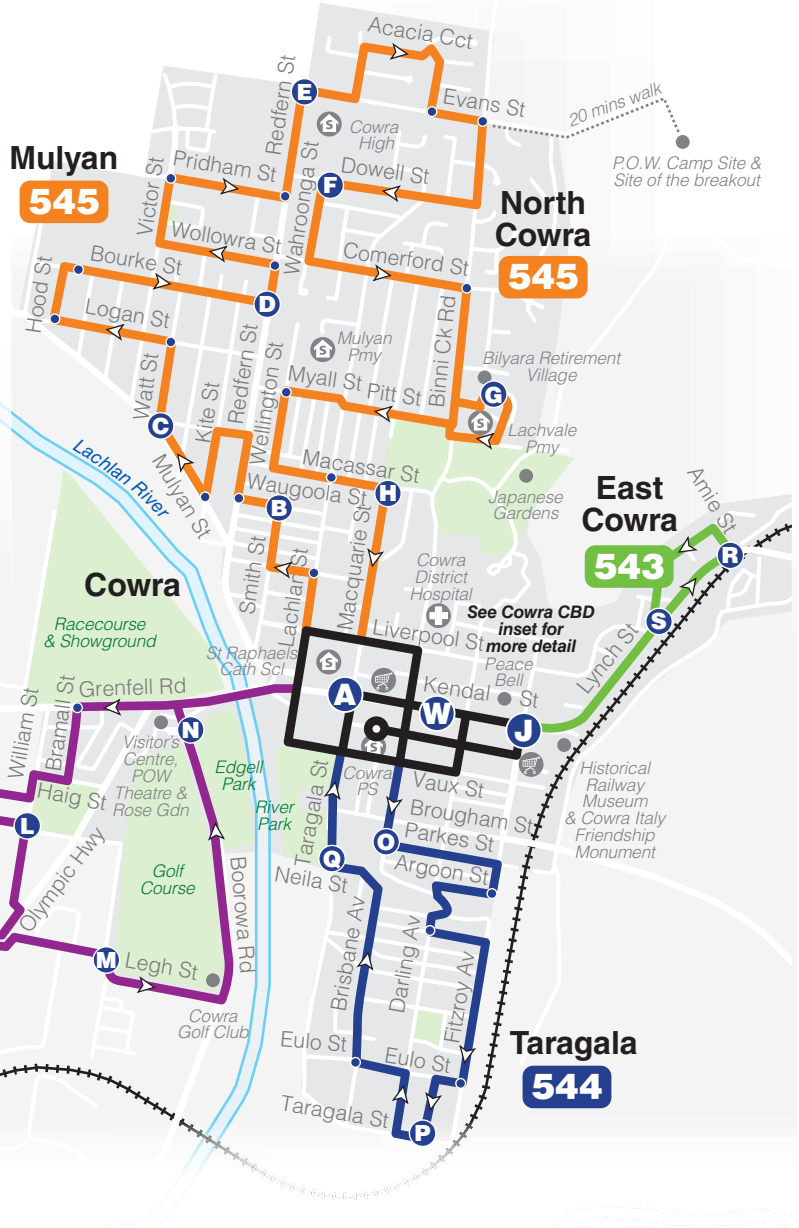 Acacia Cct
Redfern St
E
Evans St
20 mins walk
Cowra
High
S
P.O.W. Camp Site &
Site of the breakout
Mulyan
545
Pridham St
Victor St
Wahroonga St
F
Dowell St
North
Cowra
545
Wollowra St
Comerford St
Hood St
Bourke St
D
Logan St
Redfern St
Wellington St
S
Mulyan
Pmy
Binni Ck Rd
Bilyara Retirement
Village
Watt St
Kite St
Myall St
Pitt St
G
S
Lachvale
Pmy
C
Lachlan River
Mulyan St
Macassar St
H
Waugoola St
B
Japanese
Gardens
East
Cowra
543
Amie St
R
Smith St
Lachlan St
Macquarie St
Cowra
District
Hospital
Cowra
Racecourse
& Showground
See Cowra CBD
inset for
more detail
S
Lynch St
Liverpool St
St Raphaels
Cath Scl
S
Peace
Bell
Kendal St
A
W
J
Grenfell Rd
William St
Bramall St
N
Visitor's
Centre,
POW
Theatre &
Rose Gdn
Edgell
Park
River
Park
Taragala St
S
Cowra
PS
Vaux St
Historical
Railway
Museum
& Cowra Italy
Friendship
Monument
Haig St
L
Brougham St
O
Parkes St
Argoon St
Q
Neila St
Olympic Hwy
Golf
Course
Boorowa Rd
Brisbane Av
Darling Av
Fitzroy Av
M
Legh St
Cowra
Golf Club
Eulo St
Eulo St
Taragala
544
Taragala St
P